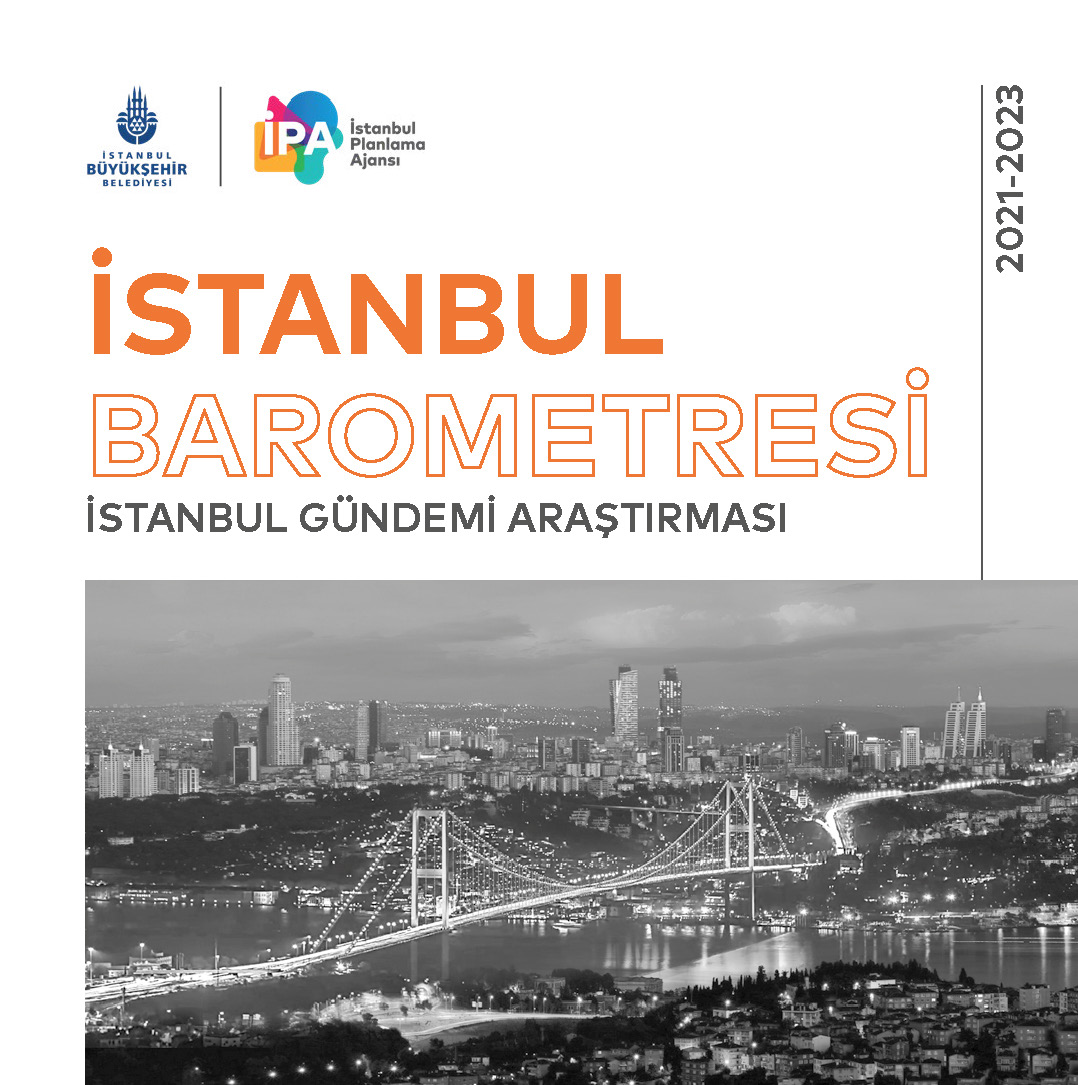 İSTANBUL
BÜYÜKŞEHİR
BELEDİYESİ
İPA
İstanbul
Planlama
Ajansı
2021-2023
İSTANBUL
BAROMETRESİ
İSTANBUL GÜNDEMİ ARAŞTIRMASI